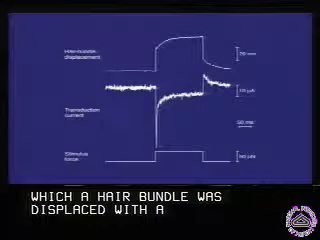 Hair-bundle
displacement
Transduction
current
Stimulus
force
WHICH A HAIR BUNDLE WAS
DISPLACED WITH A